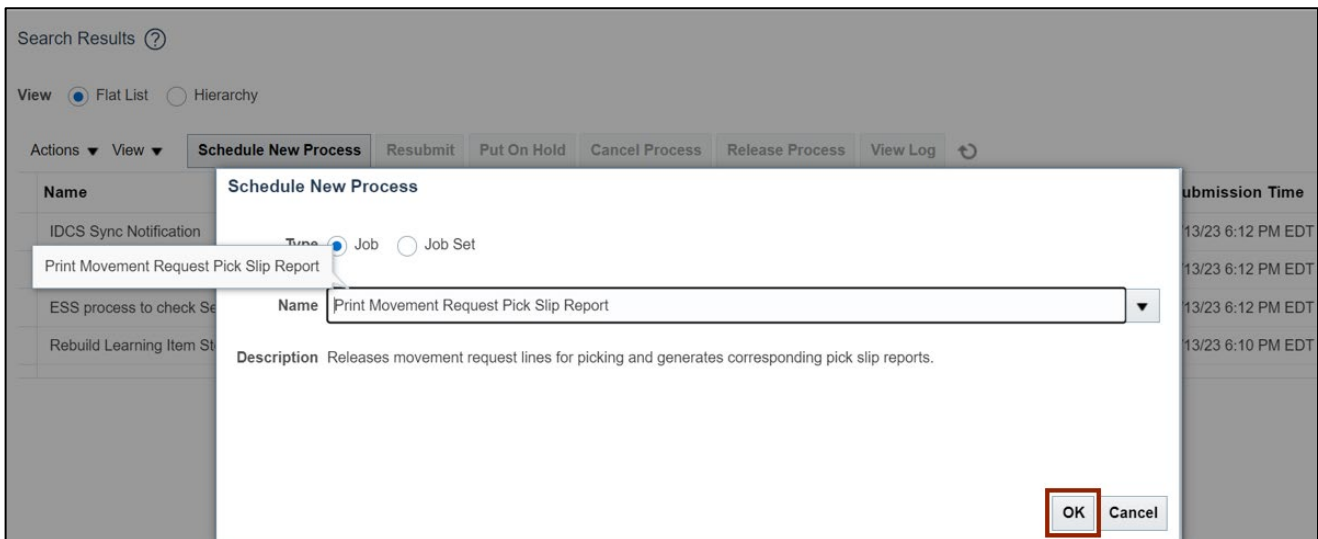 Search Results ?
View Flat List Hierarchy
Actions View Schedule New Process Resubmit Put On Hold Cancel Process Release Process View Log
Name
ubmission Time
Schedule New Process
IDCS Sync Notification
13/23 6:12 PM EDT
Type Job Job Set
Print Movement Request Pick Slip Report
13/23 6:12 PM EDT
ESS process to check Se
Name Print Movement Request Pick Slip Report
13/23 6:12 PM EDT
Rebuild Learning Item St
13/23 6:10 PM EDT
Description Releases movement request lines for picking and generates corresponding pick slip reports.
OK Cancel